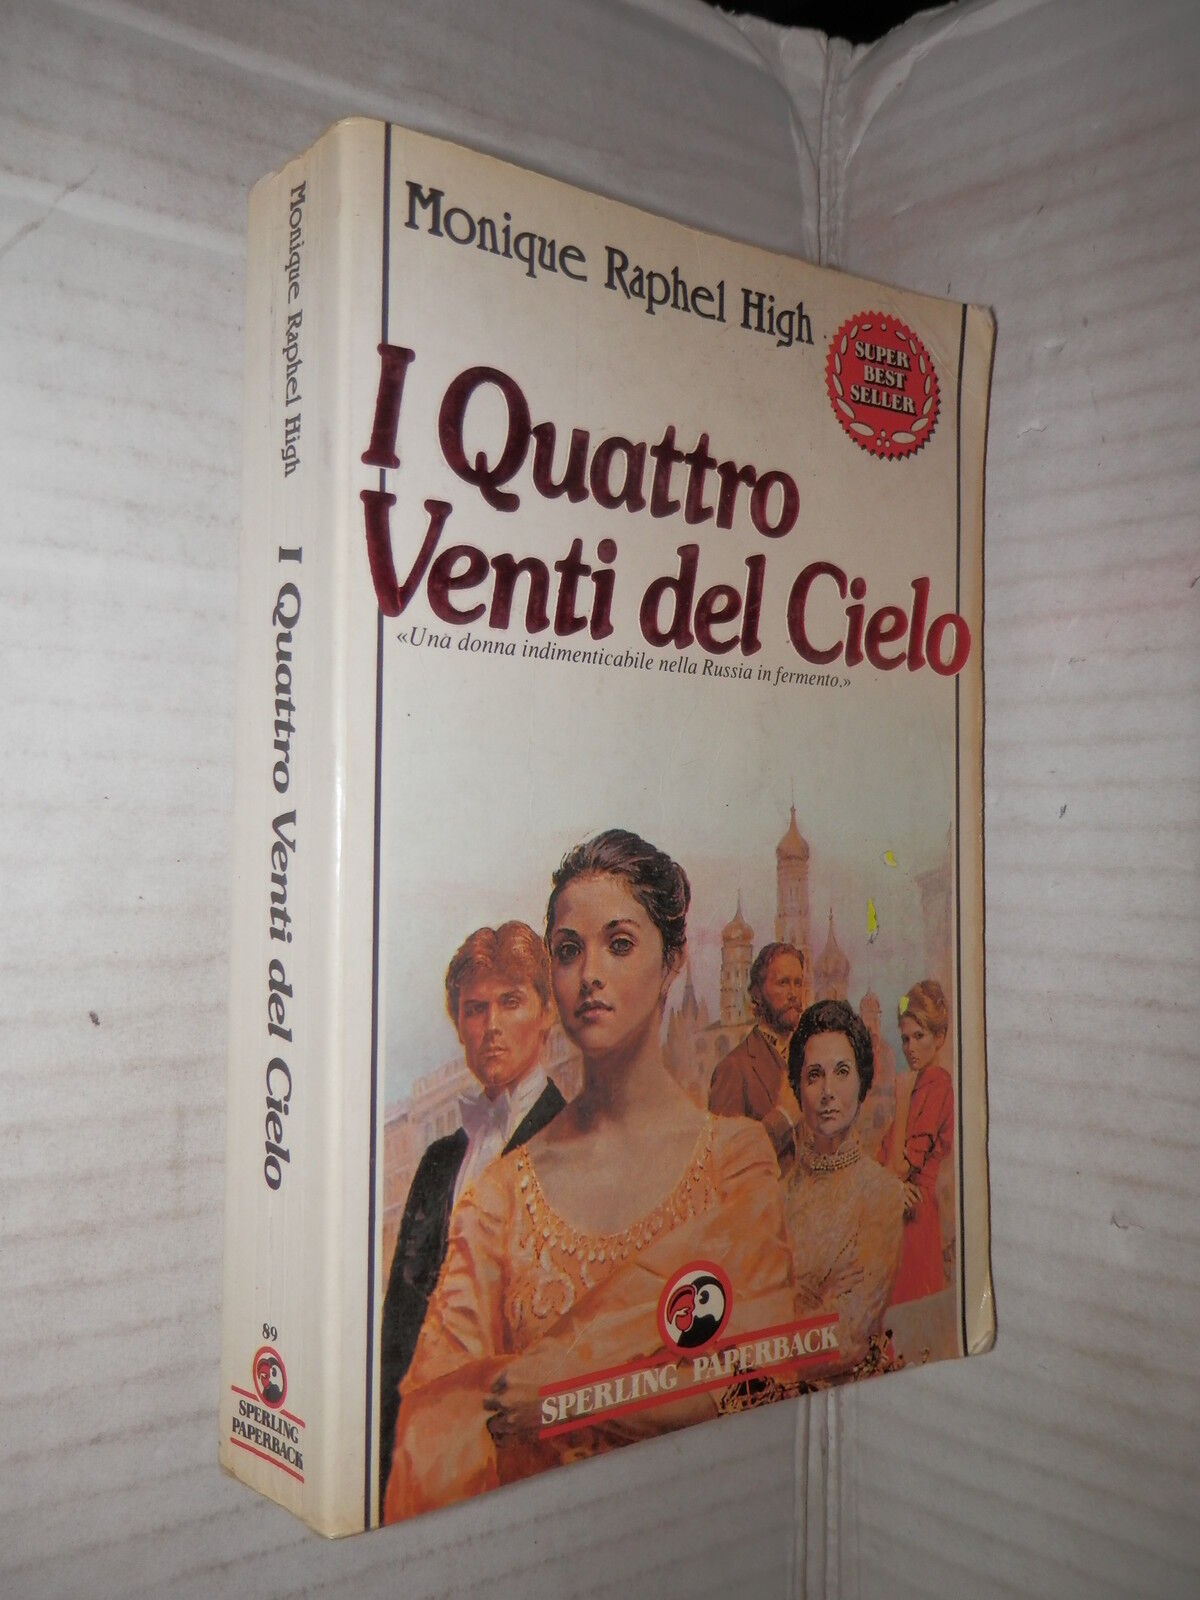 Monique Raphel High
SUPER
BEST
SELLER
I Quattro
Venti del Cielo
«Una donna indimenticabile nella Russia in fermento.»
SPERLING PAPERBACK
Monique Raphel High
I Quattro Venti del Cielo
89
SPERLING
PAPERBACK